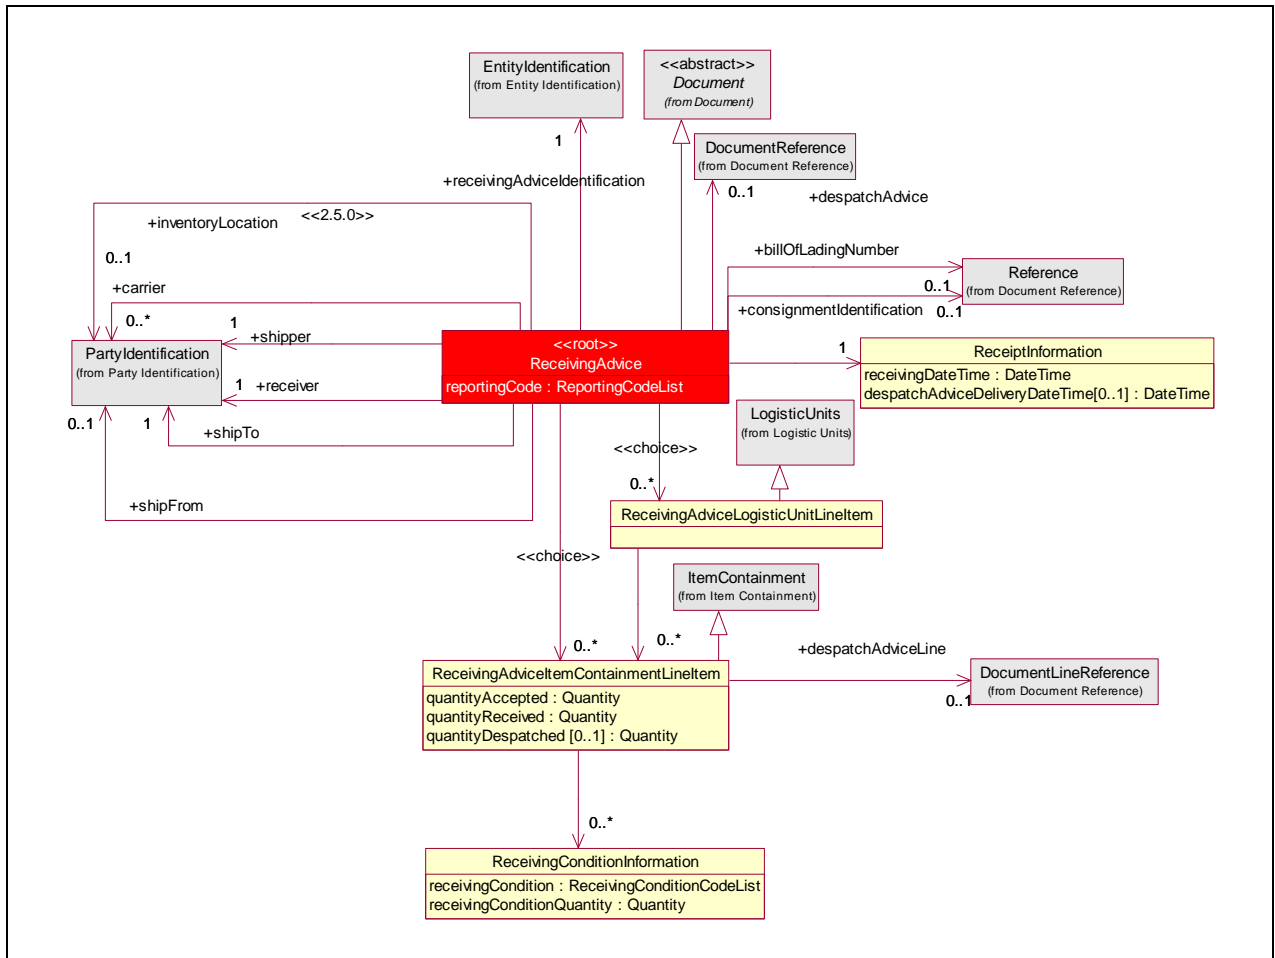 EntityIdentification
(from Entity Identification)
<<abstract>>
Document
(from Document)
1
DocumentReference
(from Document Reference)
+receivingAdviceIdentification
0..1
+despatchAdvice
<<2.5.0>>
+inventoryLocation
0..1
+billOfLadingNumber
Reference
(from Document Reference)
0..1
+carrier
0..*
+consignmentIdentification
0..1
1
+shipper
<<root>>
ReceivingAdvice
reportingCode : ReportingCodeList
1
ReceiptInformation
receivingDateTime : DateTime
despatchAdviceDeliveryDateTime[0..1] : DateTime
PartyIdentification
(from Party Identification)
1
+receiver
0..1
1
+shipTo
LogisticUnits
(from Logistic Units)
<<choice>>
0..*
+shipFrom
ReceivingAdviceLogisticUnitLineItem
<<choice>>
ItemContainment
(from Item Containment)
0..*
0..*
+despatchAdviceLine
ReceivingAdviceItemContainmentLineItem
quantityAccepted : Quantity
quantityReceived : Quantity
quantityDespatched [0..1] : Quantity
DocumentLineReference
(from Document Reference)
0..1
0..*
ReceivingConditionInformation
receivingCondition : ReceivingConditionCodeList
receivingConditionQuantity : Quantity